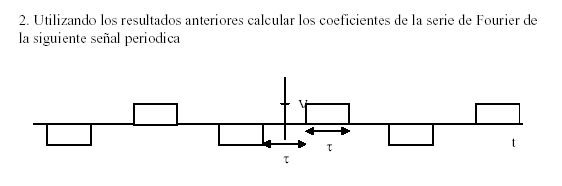 2. Utilizando los resultados anteriores calcular los coeficientes de la serie de Fourier de
la siguiente señal periodica
V
τ
t
τ